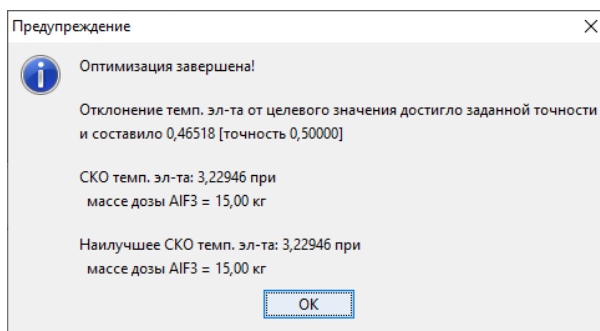 Предупреждение
Оптимизация завершена!
Отклонение темп. эл-та от целевого значения достигло заданной точности
и составило 0,46518 [точность 0,50000]
СКО темп. эл-та: 3,22946 при
массе дозы AlF3 = 15,00 кг
Наилучшее СКО темп. эл-та: 3,22946 при
массе дозы AlF3 = 15,00 кг
OK